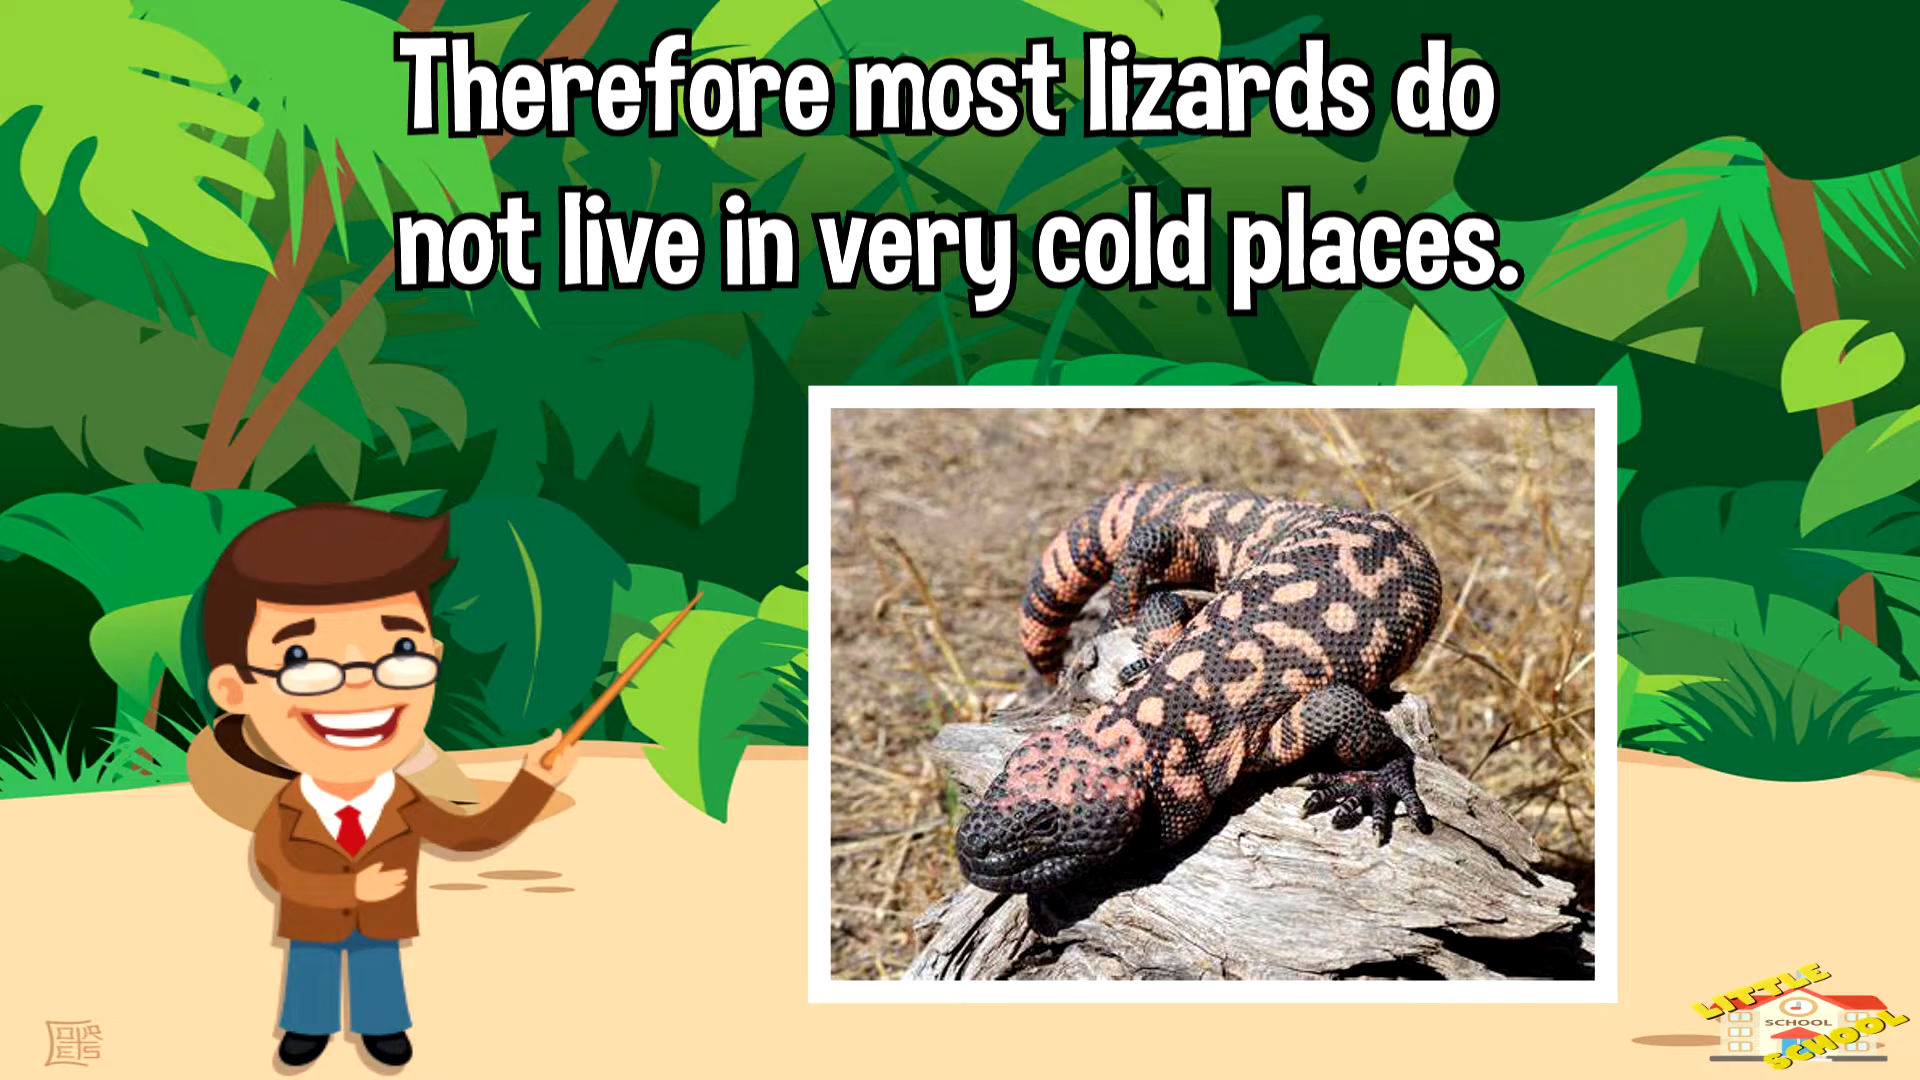 Therefore most lizards do
not live in very cold places.
LITTLE
SCHOOL
SCHOOL